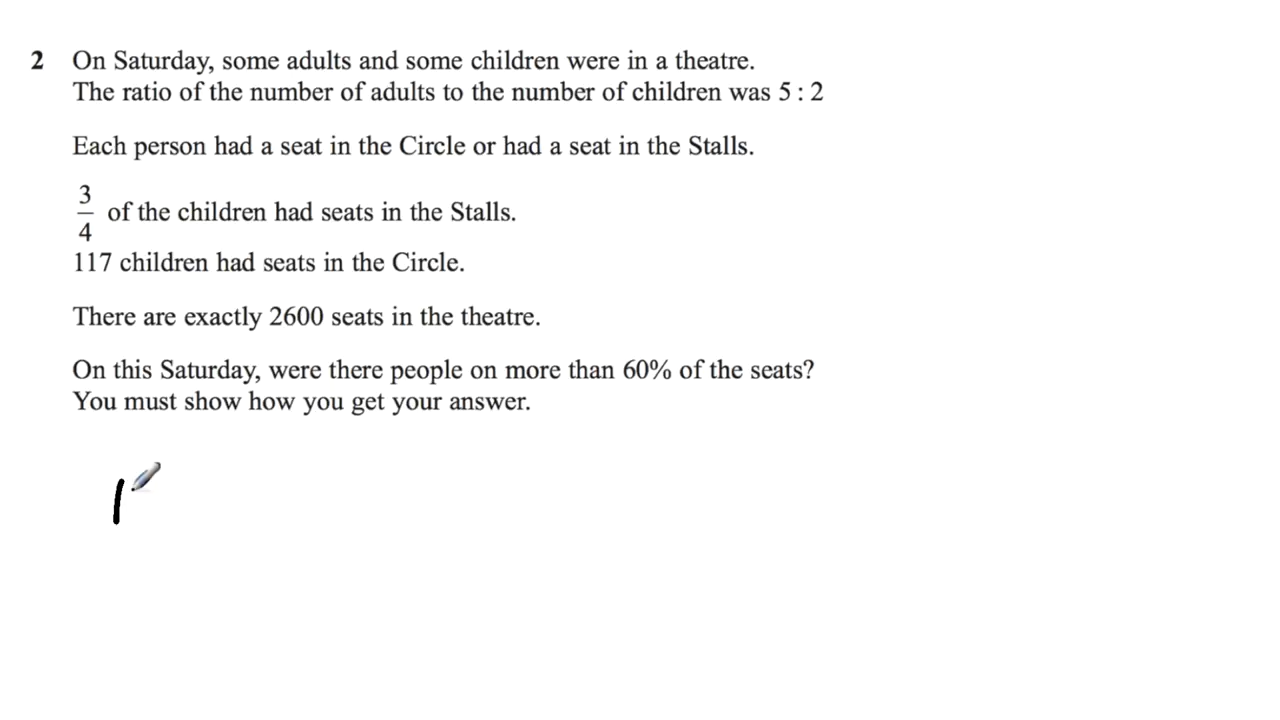 2 On Saturday, some adults and some children were in a theatre.
The ratio of the number of adults to the number of children was 5 : 2
Each person had a seat in the Circle or had a seat in the Stalls.
3/4 of the children had seats in the Stalls.
117 children had seats in the Circle.
There are exactly 2600 seats in the theatre.
On this Saturday, were there people on more than 60% of the seats?
You must show how you get your answer.
1